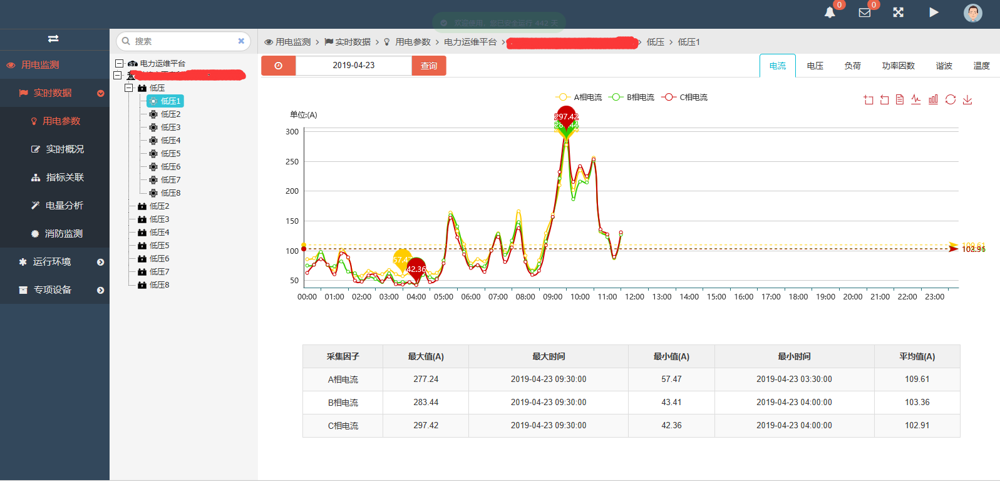 0
0
欢迎使用，您已安全运行 442 天
用电监测
实时数据
用电参数
实时概况
指标关联
电量分析
消防监测
运行环境
专项设备
搜索
电力运维平台
低压
低压1
低压2
低压3
低压4
低压5
低压6
低压7
低压8
低压2
低压3
低压4
低压5
低压6
低压7
低压8
用电监测 > 实时数据 > 用电参数 > 电力运维平台 > > 低压 > 低压1
2019-04-23 查询
电流 电压 负荷 功率因数 谐波 温度
A相电流 B相电流 C相电流
单位:(A)
300
250
200
150
100
50
297.42
57.47
42.36
109.61
00:00 01:00 02:00 03:00 04:00 05:00 06:00 07:00 08:00 09:00 10:00 11:00 12:00 13:00 14:00 15:00 16:00 17:00 18:00 19:00 20:00 21:00 22:00 23:00
采集因子 最大值(A) 最大时间 最小值(A) 最小时间 平均值(A)
A相电流 277.24 2019-04-23 09:30:00 57.47 2019-04-23 03:30:00 109.61
B相电流 283.44 2019-04-23 09:30:00 43.41 2019-04-23 04:00:00 103.36
C相电流 297.42 2019-04-23 09:30:00 42.36 2019-04-23 04:00:00 102.91